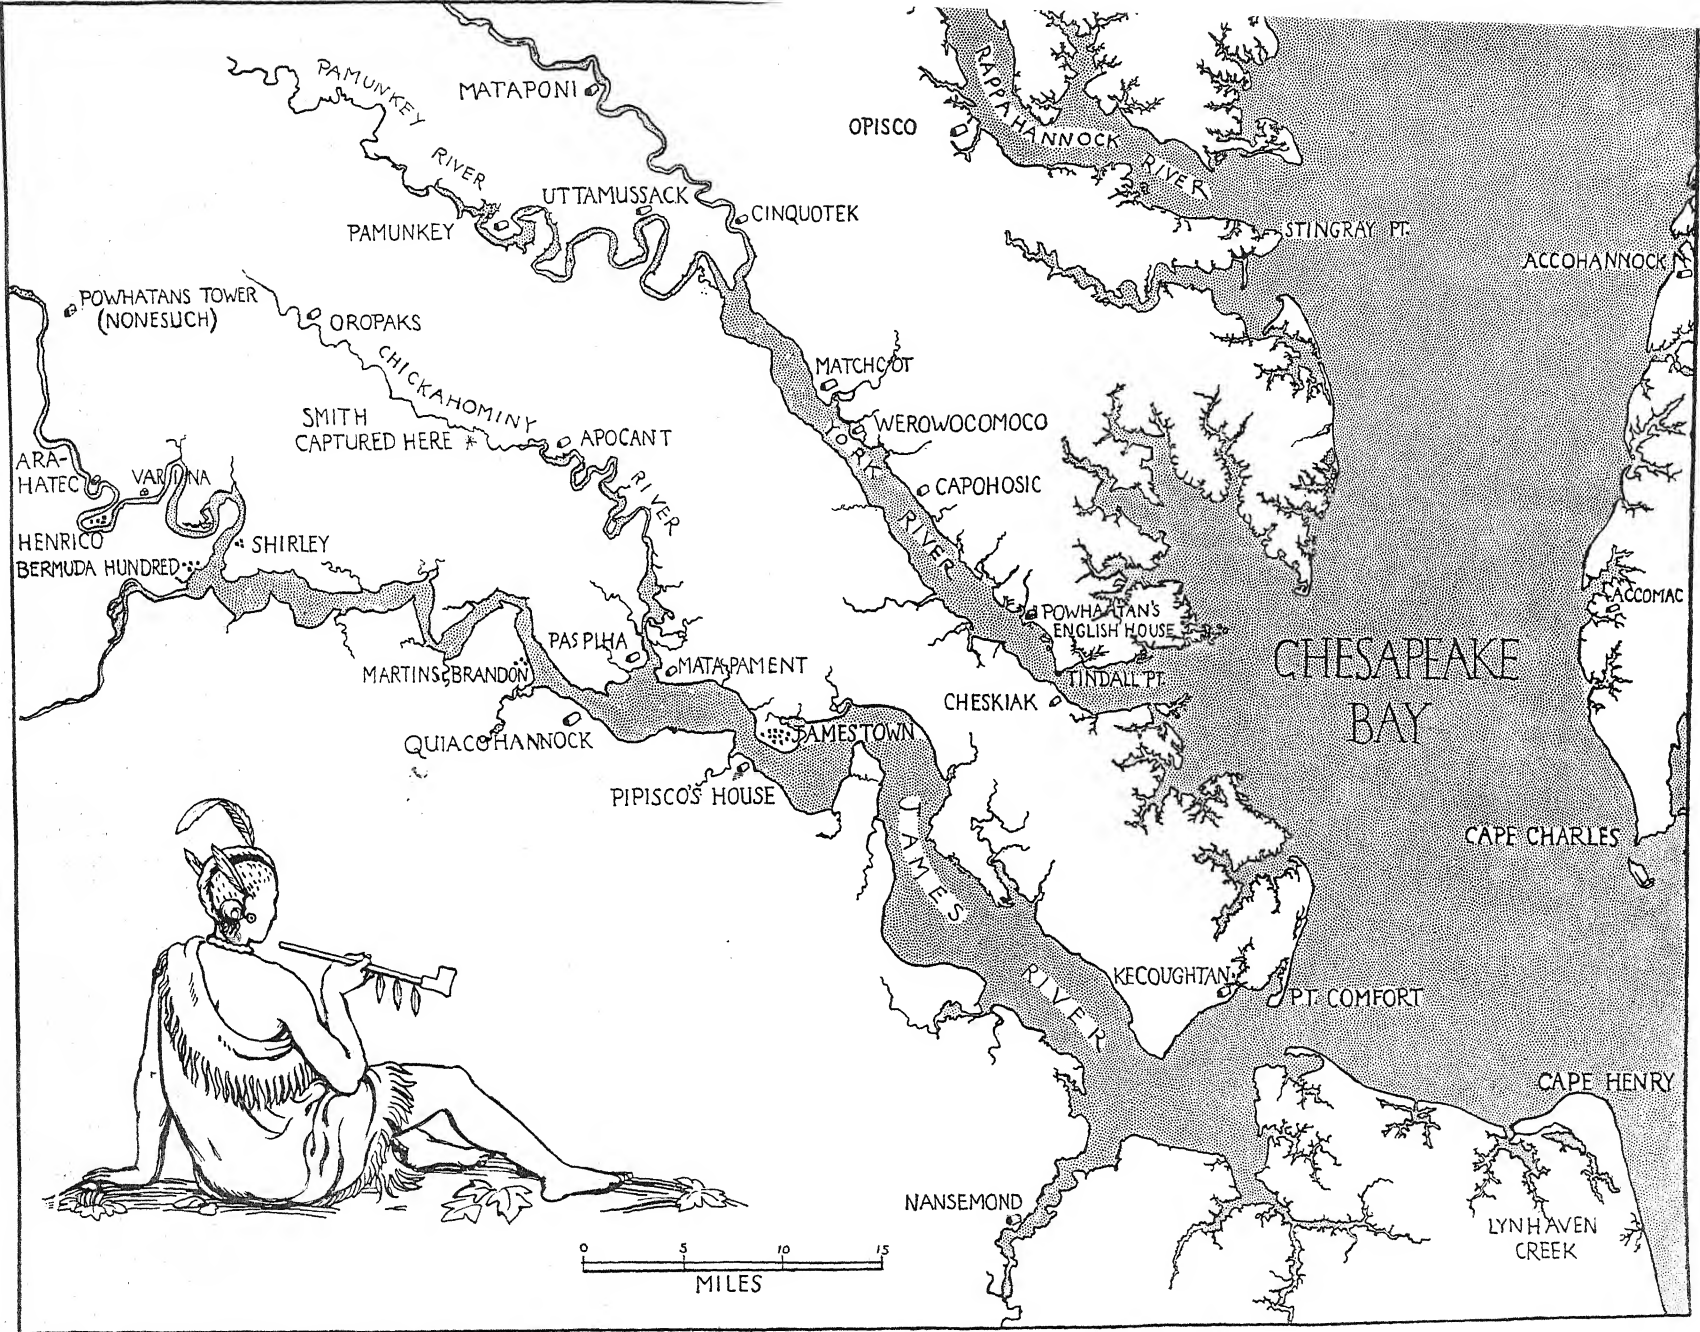 RAPPAHANNOCK RIVER
PAMUNKEY RIVER
MATAPONI
OPISCO
UTTAMUSSACK
CINQUOTEK
PAMUNKEY
STINGRAY PT.
ACCOHANNOCK
POWHATANS TOWER
(NONESUCH)
OROPAKS
CHICKAHOMINY RIVER
MATCHCOT
SMITH
CAPTURED HERE *
APOCANT
WEROWOCOMOCO
YORK RIVER
ARA-
HATEC
VARINA
CAPOHOSIC
HENRICO
SHIRLEY
BERMUDA HUNDRED
ACCOMAC
POWHATAN'S
ENGLISH HOUSE
PASPIHA
MATAPAMENT
MARTINS BRANDON
TINDALL PT.
CHESKIAK
CHESAPEAKE
BAY
QUIACOHANNOCK
JAMESTOWN
PIPISCO'S HOUSE
JAMES RIVER
CAPE CHARLES
KECOUGHTAN
PT. COMFORT
CAPE HENRY
NANSEMOND
LYNHAVEN
CREEK
0 5 10 15
MILES